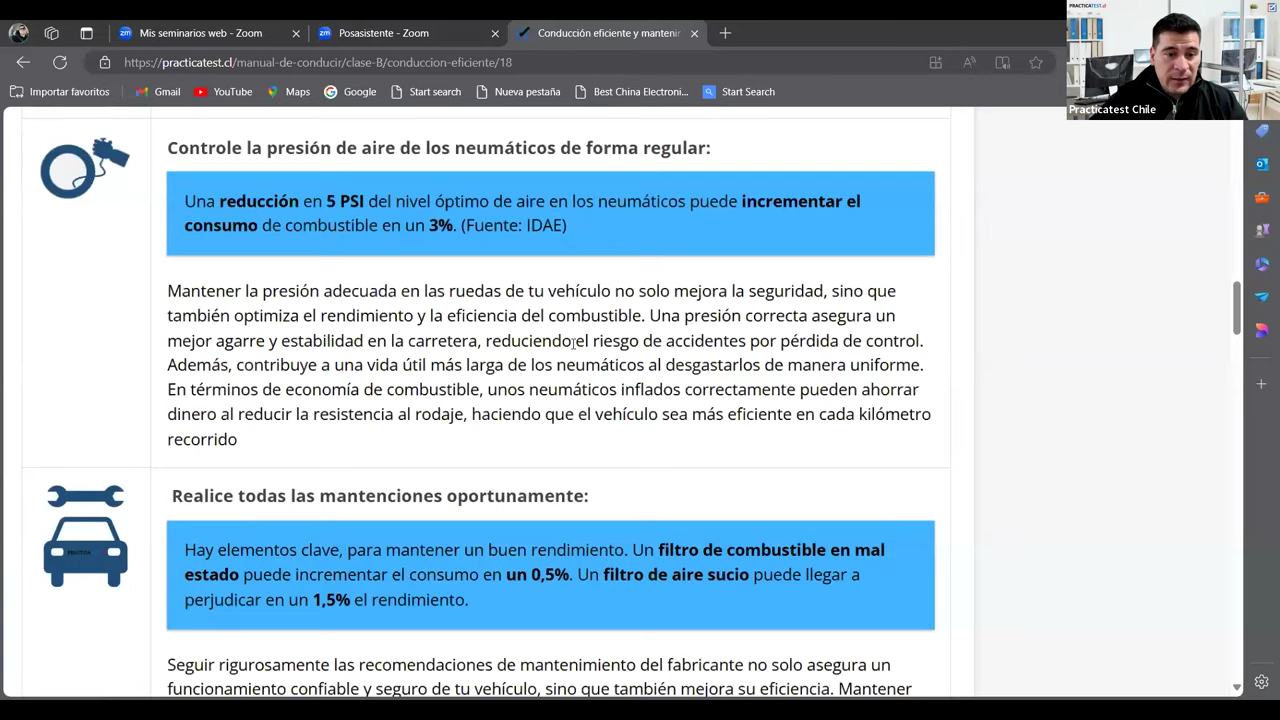 Mis seminarios web - Zoom
Posasistente - Zoom
Conducción eficiente y mantenir
https://practicatest.cl/manual-de-conducir/clase-B/conduccion-eficiente/18
Importar favoritos
Gmail
YouTube
Maps
Google
Start search
Nueva pestaña
Best China Electroni...
Start Search
PRACTICATEST.cl
Practicatest Chile
Controle la presión de aire de los neumáticos de forma regular:
Una reducción en 5 PSI del nivel óptimo de aire en los neumáticos puede incrementar el
consumo de combustible en un 3%. (Fuente: IDAE)
Mantener la presión adecuada en las ruedas de tu vehículo no solo mejora la seguridad, sino que
también optimiza el rendimiento y la eficiencia del combustible. Una presión correcta asegura un
mejor agarre y estabilidad en la carretera, reduciendo el riesgo de accidentes por pérdida de control.
Además, contribuye a una vida útil más larga de los neumáticos al desgastarlos de manera uniforme.
En términos de economía de combustible, unos neumáticos inflados correctamente pueden ahorrar
dinero al reducir la resistencia al rodaje, haciendo que el vehículo sea más eficiente en cada kilómetro
recorrido
Realice todas las mantenciones oportunamente:
PRACTICA
Hay elementos clave, para mantener un buen rendimiento. Un filtro de combustible en mal
estado puede incrementar el consumo en un 0,5%. Un filtro de aire sucio puede llegar a
perjudicar en un 1,5% el rendimiento.
Seguir rigurosamente las recomendaciones de mantenimiento del fabricante no solo asegura un
funcionamiento confiable y seguro de tu vehículo, sino que también mejora su eficiencia. Mantener